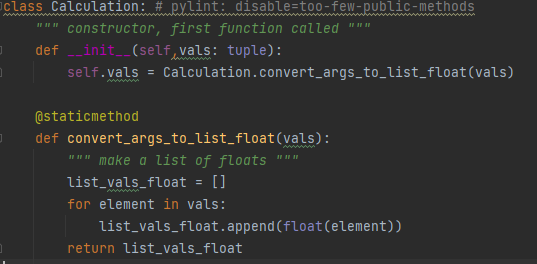 class Calculation: # pylint: disable=too-few-public-methods
    """ constructor, first function called """
    def __init__(self,vals: tuple):
        self.vals = Calculation.convert_args_to_list_float(vals)

    @staticmethod
    def convert_args_to_list_float(vals):
        """ make a list of floats """
        list_vals_float = []
        for element in vals:
            list_vals_float.append(float(element))
        return list_vals_float